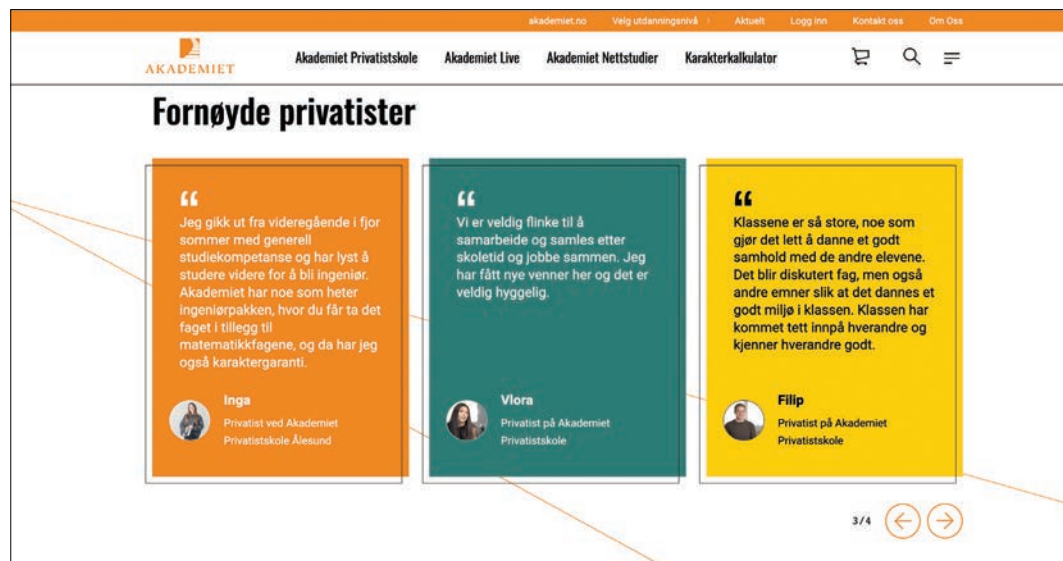 akademiet.no Velg utdanningsnivå Aktuelt Logg inn Kontakt oss Om Oss
AKADEMIET
Akademiet Privatistskole Akademiet Live Akademiet Nettstudier Karakterkalkulator
Fornøyde privatister
“
Jeg gikk ut fra videregående i fjor
sommer med generell
studiekompetanse og har lyst å
studere videre for å bli ingeniør.
Akademiet har noe som heter
ingeniørpakken, hvor du får ta det
faget i tillegg til
matematikkfagene, og da har jeg
også karaktergaranti.
Inga
Privatist ved Akademiet
Privatistskole Ålesund
“
Vi er veldig flinke til å
samarbeide og samles etter
skoletid og jobbe sammen. Jeg
har fått nye venner her og det er
veldig hyggelig.
Vlora
Privatist på Akademiet
Privatistskole
“
Klassene er så store, noe som
gjør det lett å danne et godt
samhold med de andre elevene.
Det blir diskutert fag, men også
andre emner slik at det dannes et
godt miljø i klassen. Klassen har
kommet tett innpå hverandre og
kjenner hverandre godt.
Filip
Privatist på Akademiet
Privatistskole
3/4